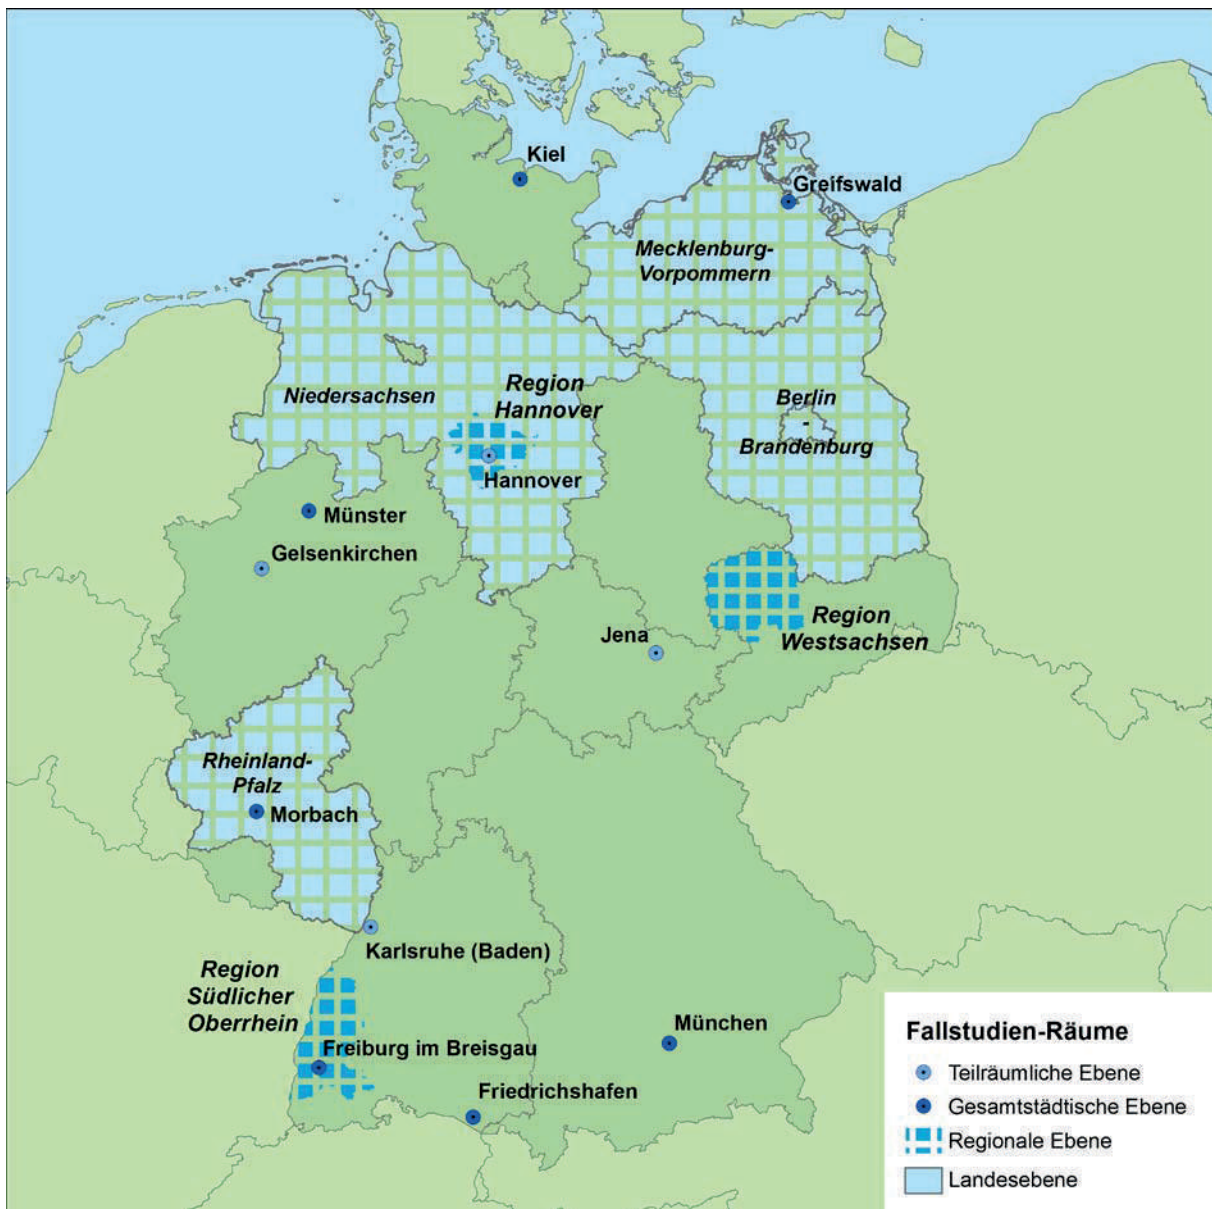 Kiel
Greifswald
Mecklenburg-
Vorpommern
Niedersachsen
Region
Hannover
Berlin
-
Brandenburg
Hannover
Münster
Gelsenkirchen
Jena
Region
Westsachsen
Rheinland-
Pfalz
Morbach
Karlsruhe (Baden)
Region
Südlicher
Oberrhein
Freiburg im Breisgau
München
Friedrichshafen
Fallstudien-Räume
Teilräumliche Ebene
Gesamtstädtische Ebene
Regionale Ebene
Landesebene